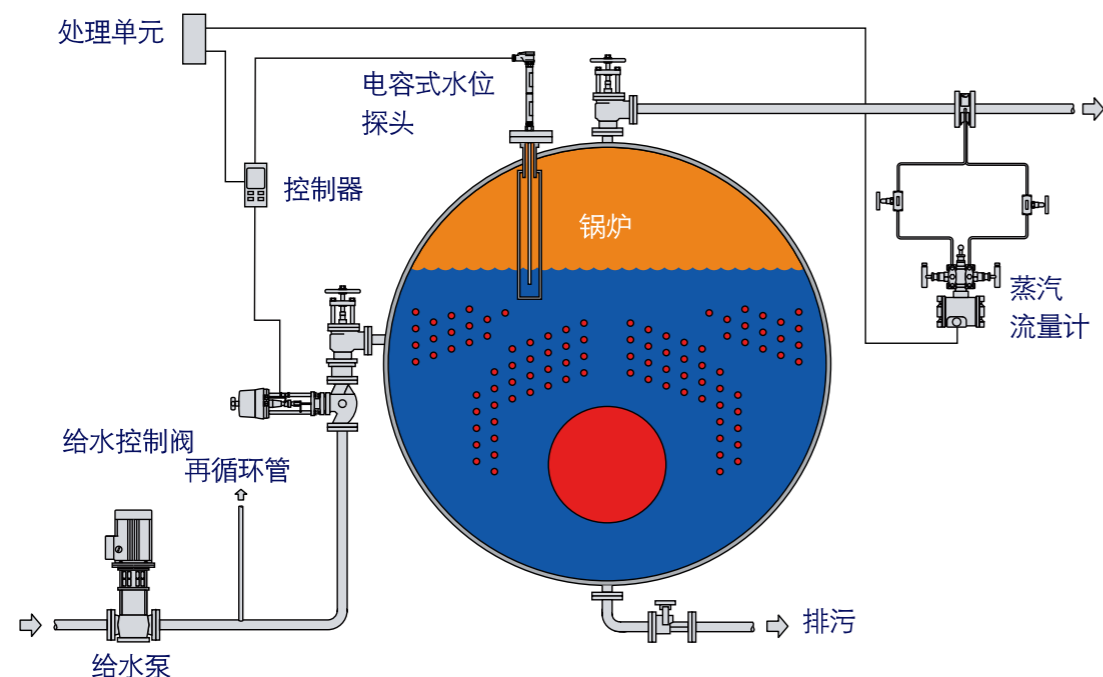 处理单元
电容式水位
探头
控制器
锅炉
蒸汽
流量计
给水控制阀
再循环管
排污
给水泵